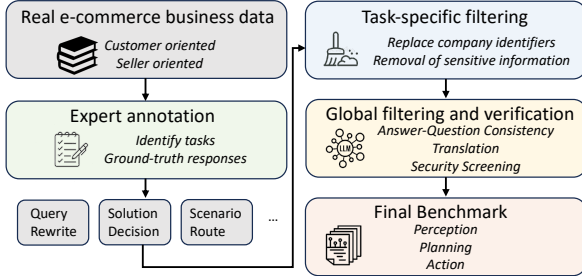 Real e-commerce business data
Customer oriented
Seller oriented
Expert annotation
Identify tasks
Ground-truth responses
Query
Rewrite
Solution
Decision
Scenario
Route
...
Task-specific filtering
Replace company identifiers
Removal of sensitive information
Global filtering and verification
Answer-Question Consistency
LLM
Translation
Security Screening
Final Benchmark
Perception
Planning
Action